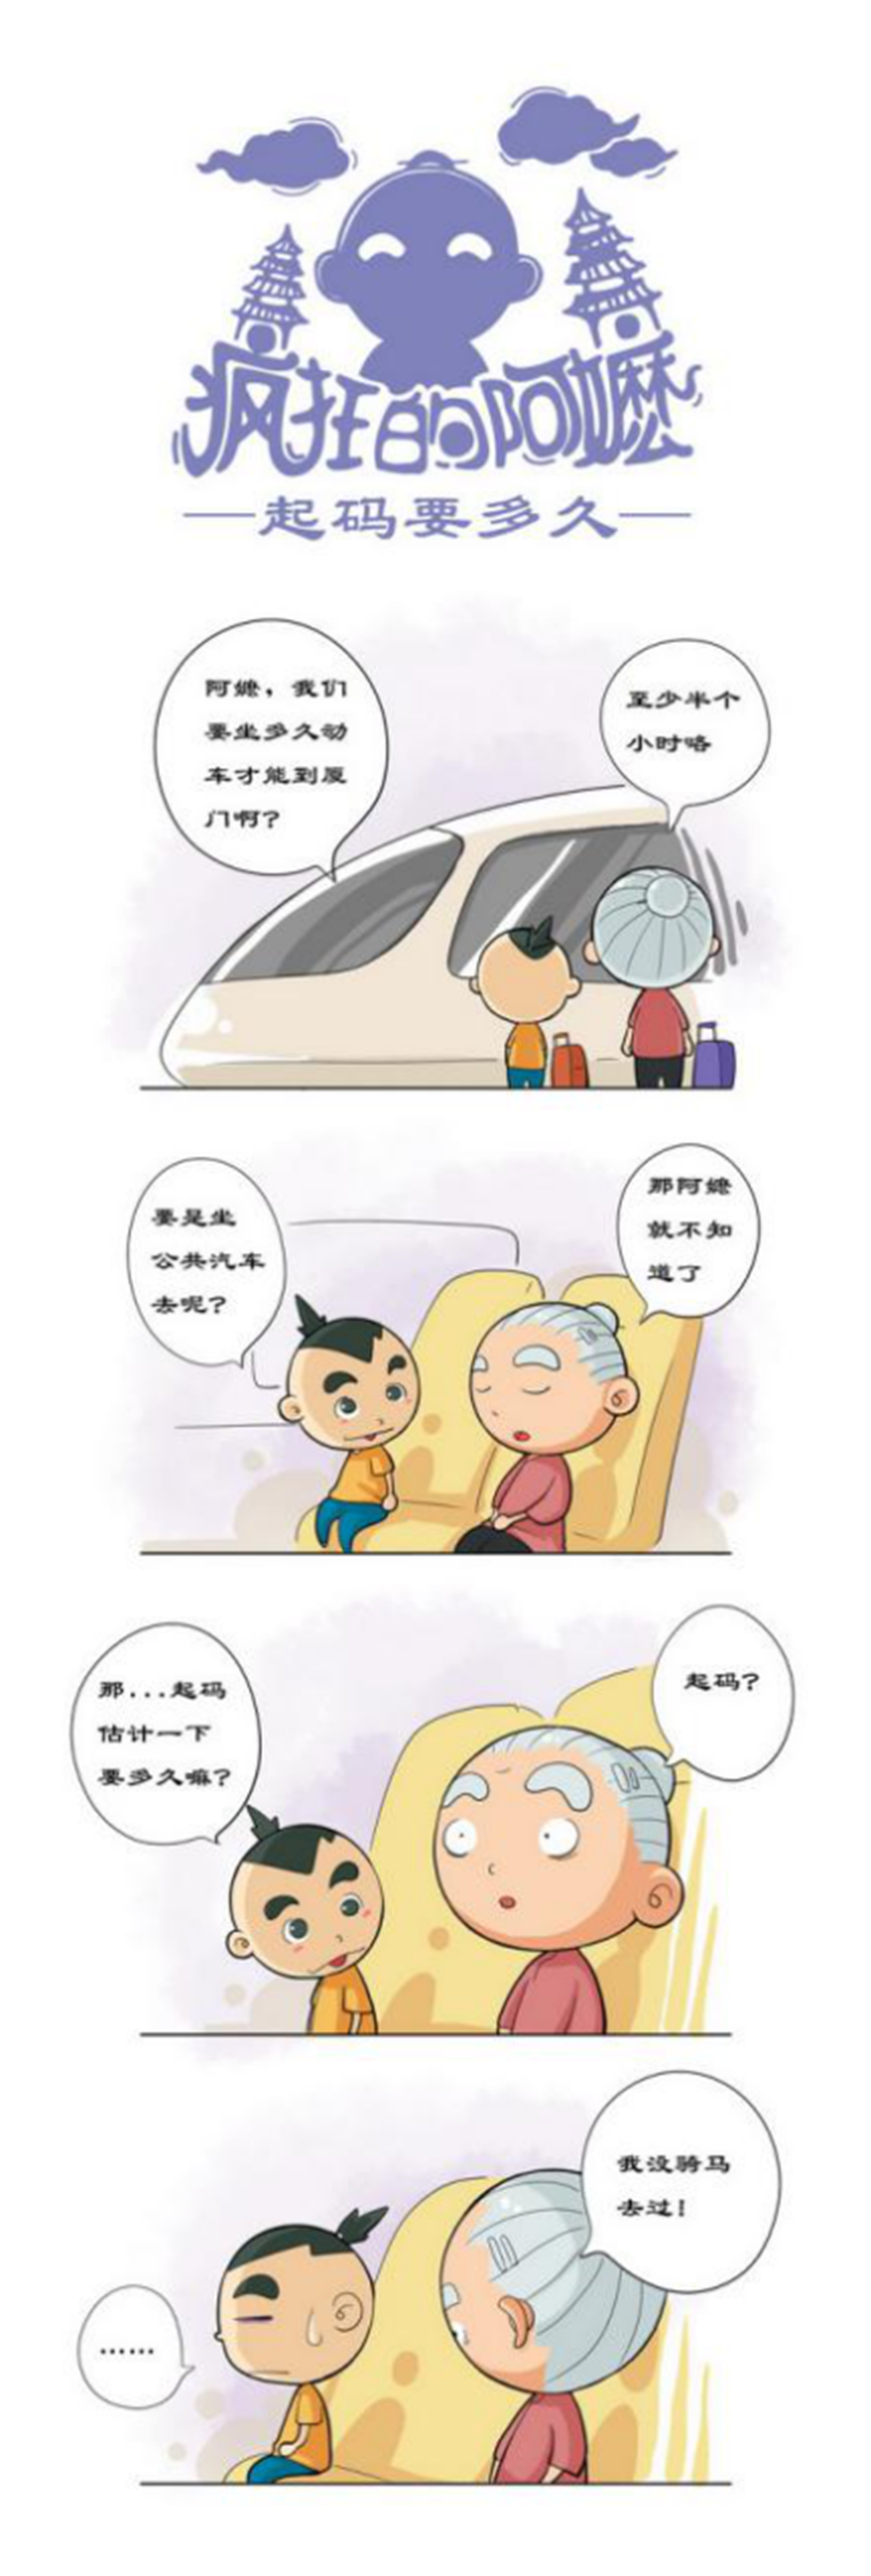 疯狂的阿嬷
起码要多久
阿嬷，我们
要坐多久动
车才能到厦
门啊？
至少半个
小时咯
要是坐
公共汽车
去呢？
那阿嬷
就不知
道了
那...起码
估计一下
要多久嘛？
起码？
我没骑马
去过！
……